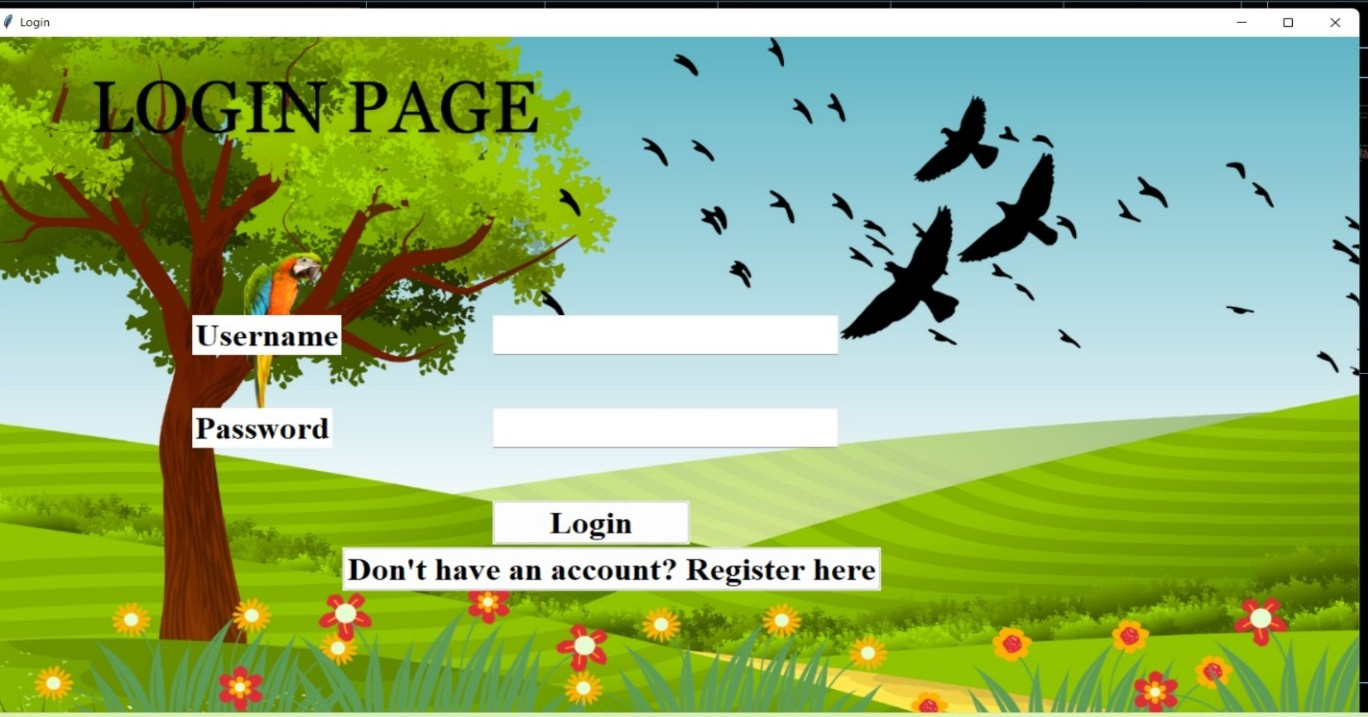 Login
LOGIN PAGE
Username
Password
Login
Don't have an account? Register here